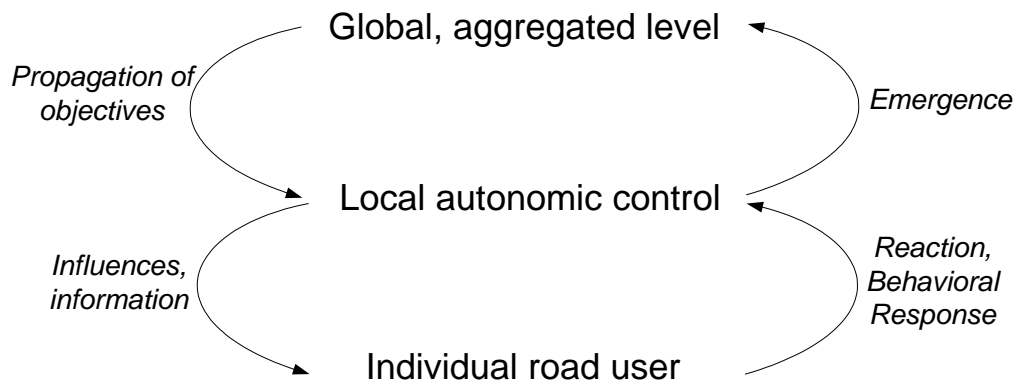 Global, aggregated level
Propagation of
objectives
Emergence
Local autonomic control
Influences,
information
Reaction,
Behavioral
Response
Individual road user